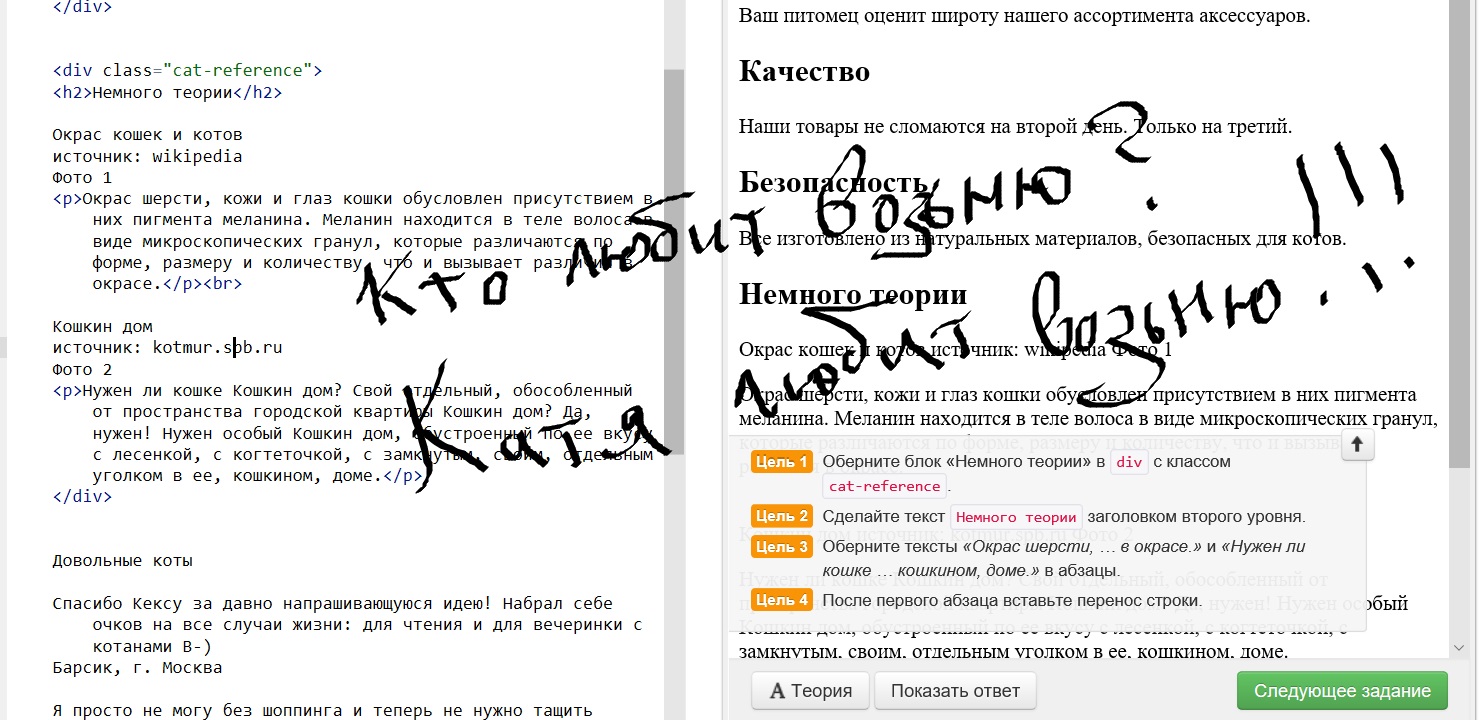 </div>
<div class="cat-reference">
<h2>Немного теории</h2>
Окрас кошек и котов
источник: wikipedia
Фото 1
<p>Окрас шерсти, кожи и глаз кошки обусловлен присутствием в
них пигмента меланина. Меланин находится в теле волоса в
виде микроскопических гранул, которые различаются по
форме, размеру и количеству, что и вызывает различия в
окрасе.</p><br>
Кошкин дом
источник: kotmur.spb.ru
Фото 2
<p>Нужен ли кошке Кошкин дом? Свой отдельный, обособленный
от пространства городской квартиры Кошкин дом? Да,
нужен! Нужен особый Кошкин дом, обустроенный по ее вкусу
с лесенкой, с когтеточкой, с замкнутым, своим, отдельным
уголком в ее, кошкином, доме.</p>
</div>
Довольные коты
Спасибо Кексу за давно напрашивающуюся идею! Набрал себе
очков на все случаи жизни: для чтения и для вечеринки с
котанами B-)
Барсик, г. Москва
Я просто не могу без шоппинга и теперь не нужно тащить
Ваш питомец оценит широту нашего ассортимента аксессуаров.
Качество
Наши товары не сломаются на второй день. Только на третий.
Безопасность
Все изготовлено из натуральных материалов, безопасных для котов.
Немного теории
Окрас кошек и котов источник: wikipedia Фото 1
Окрас шерсти, кожи и глаз кошки обусловлен присутствием в них пигмента
меланина. Меланин находится в теле волоса в виде микроскопических гранул,
Цель 1 Оберните блок «Немного теории» в div с классом
cat-reference.
Цель 2 Сделайте текст Немного теории заголовком второго уровня.
Цель 3 Оберните тексты «Окрас шерсти, … в окрасе.» и «Нужен ли
кошке … кошкином, доме.» в абзацы.
Цель 4 После первого абзаца вставьте перенос строки.
Кошкин дом источник: kotmur.spb.ru Фото 2
Нужен ли кошке Кошкин дом? Свой отдельный, обособленный от
нужен! Нужен особый
Кошкин дом, обустроенный по ее вкусу с лесенкой, с когтеточкой, с
замкнутым, своим, отдельным уголком в ее, кошкином, доме.
Теория
Показать ответ
Следующее задание
Кто любит возьню?
Катя любит возьню!!!